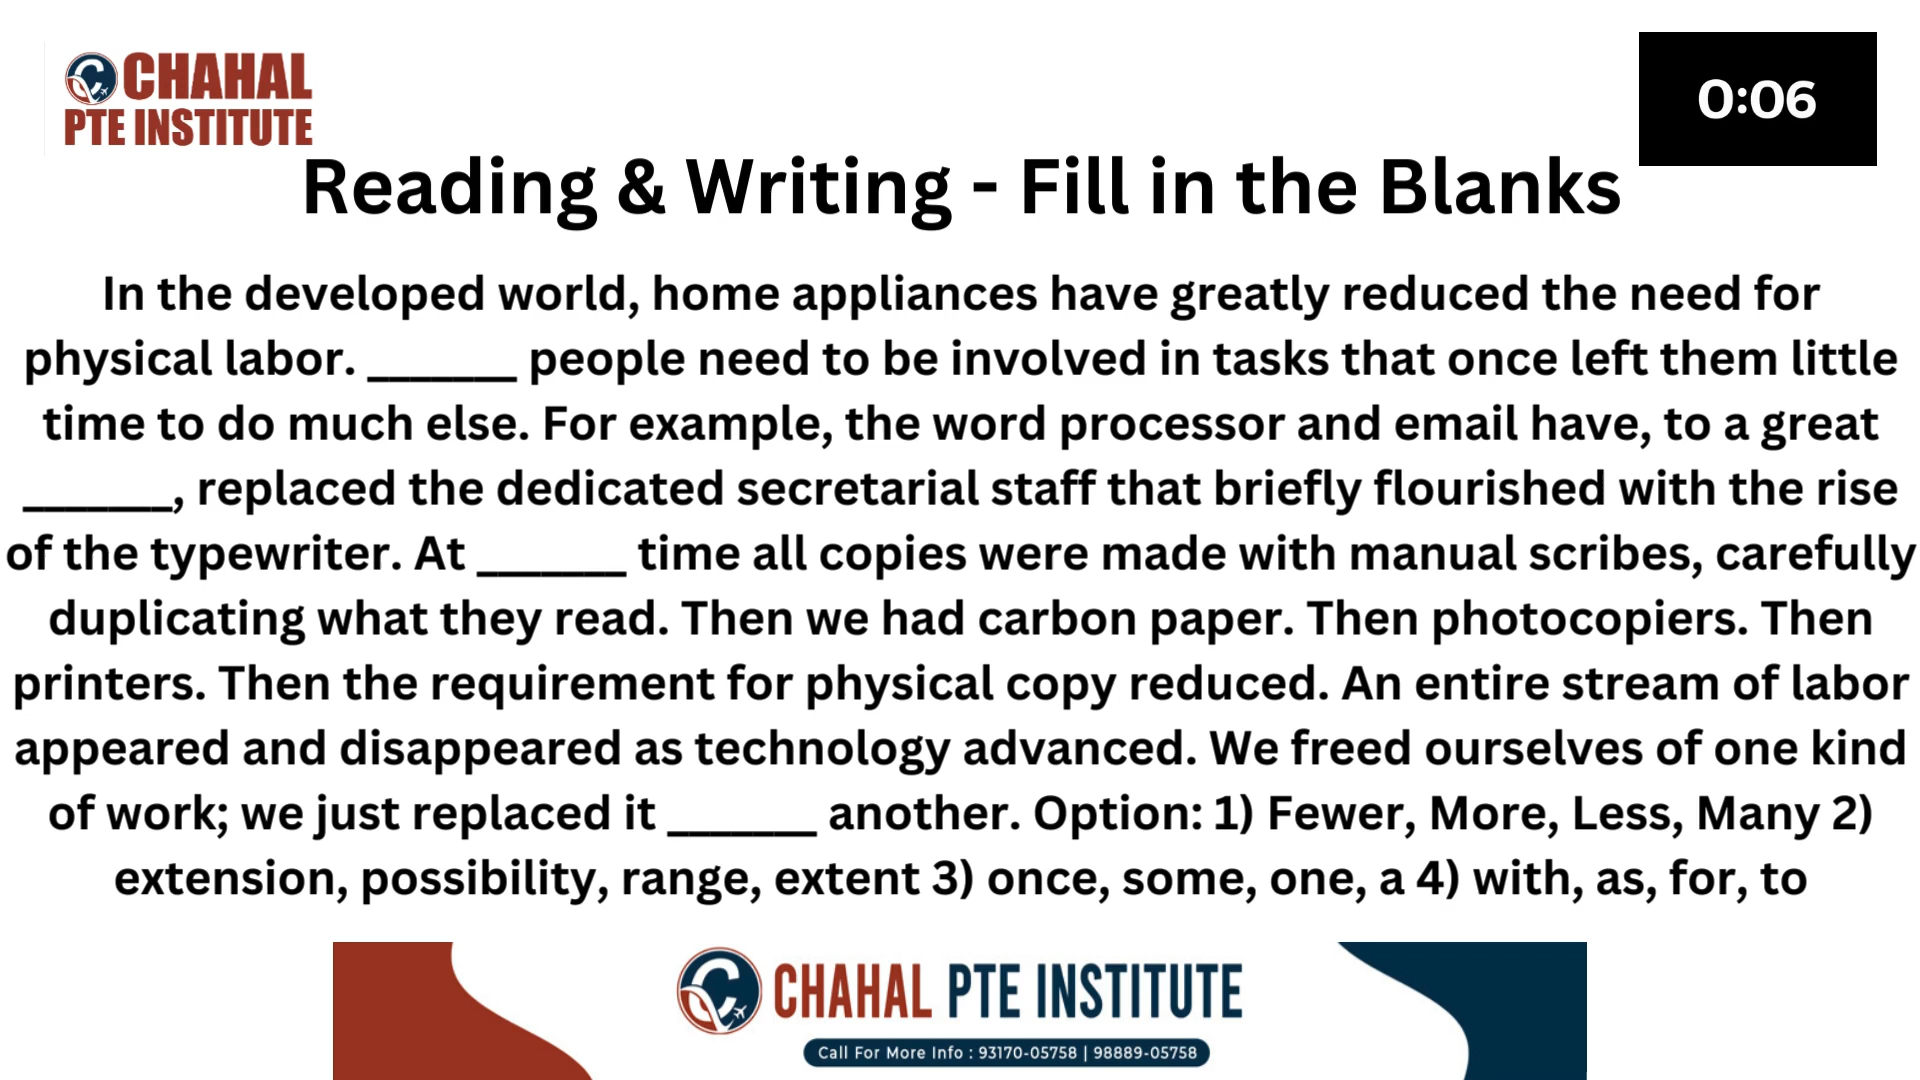 CHAHAL
PTE INSTITUTE
0:06
Reading & Writing - Fill in the Blanks
In the developed world, home appliances have greatly reduced the need for
physical labor. _______ people need to be involved in tasks that once left them little
time to do much else. For example, the word processor and email have, to a great
_______, replaced the dedicated secretarial staff that briefly flourished with the rise
of the typewriter. At _______ time all copies were made with manual scribes, carefully
duplicating what they read. Then we had carbon paper. Then photocopiers. Then
printers. Then the requirement for physical copy reduced. An entire stream of labor
appeared and disappeared as technology advanced. We freed ourselves of one kind
of work; we just replaced it _______ another. Option: 1) Fewer, More, Less, Many 2)
extension, possibility, range, extent 3) once, some, one, a 4) with, as, for, to
CHAHAL PTE INSTITUTE
Call For More Info : 93170-05758 | 98889-05758